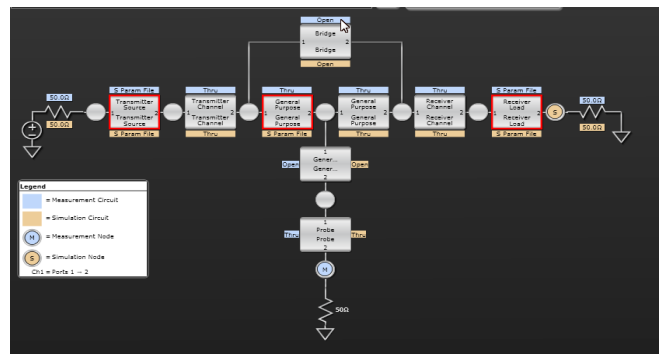 Open
Bridge
1 2
Bridge
Open
50.0Ω
50.0Ω
S Param File
Transmitter
Source
1 2
Transmitter
Source
S Param File
Thru
Transmitter
Channel
1 2
Transmitter
Channel
Thru
Thru
General
Purpose
1 2
General
Purpose
S Param File
Thru
General
Purpose
1 2
General
Purpose
Thru
Thru
Receiver
Channel
1 2
Receiver
Channel
Thru
S Param File
Receiver
Load
1 2
Receiver
Load
S Param File
S
50.0Ω
50.0Ω
1
Open Gener... Open
Gener...
2
1
Thru Probe Thru
Probe
2
M
50Ω
Legend
= Measurement Circuit
= Simulation Circuit
M = Measurement Node
S = Simulation Node
Ch1 = Ports 1 -- 2